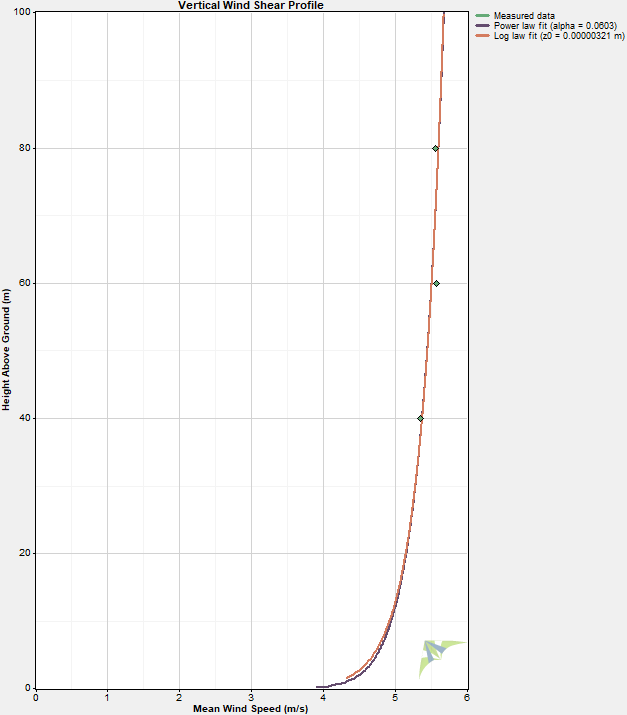 Vertical Wind Shear Profile
Measured data
Power law fit (alpha = 0.0603)
Log law fit (z0 = 0.00000321 m)
Height Above Ground (m)
100
80
60
40
20
0
0 1 2 3 4 5 6
Mean Wind Speed (m/s)